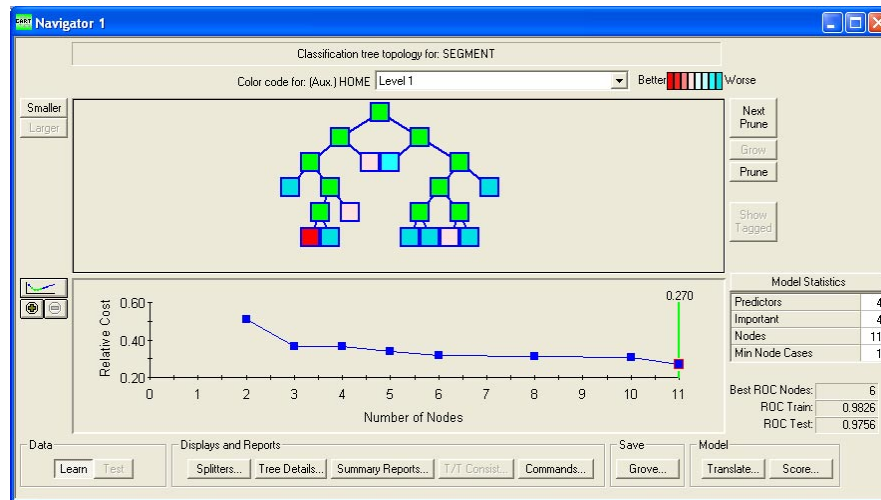 CART Navigator 1
Classification tree topology for: SEGMENT
Color code for: (Aux.) HOME Level 1 Better Worse
Smaller
Larger
Next Prune
Grow
Prune
Show Tagged
0.270
Relative Cost
0.60
0.40
0.20
0 1 2 3 4 5 6 7 8 9 10 11
Number of Nodes
Model Statistics
Predictors 4
Important 4
Nodes 11
Min Node Cases 1
Best ROC Nodes: 6
ROC Train: 0.9826
ROC Test: 0.9756
Data
Learn Test
Displays and Reports
Splitters... Tree Details... Summary Reports... T/T Consist... Commands...
Save
Grove...
Model
Translate... Score...